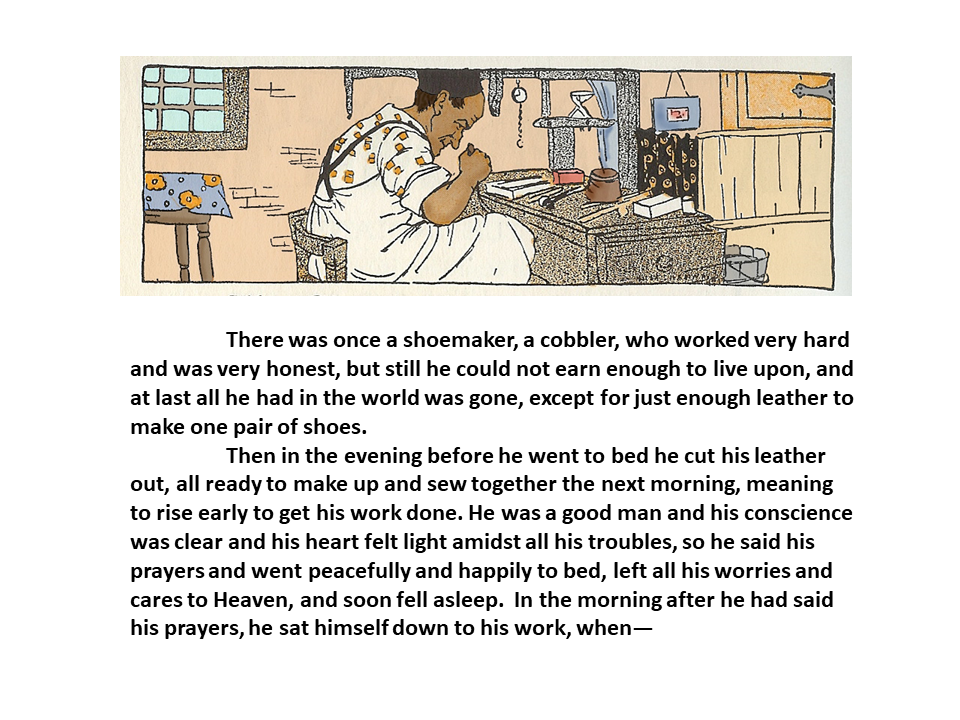 There was once a shoemaker, a cobbler, who worked very hard
and was very honest, but still he could not earn enough to live upon, and
at last all he had in the world was gone, except for just enough leather to
make one pair of shoes.
Then in the evening before he went to bed he cut his leather
out, all ready to make up and sew together the next morning, meaning
to rise early to get his work done. He was a good man and his conscience
was clear and his heart felt light amidst all his troubles, so he said his
prayers and went peacefully and happily to bed, left all his worries and
cares to Heaven, and soon fell asleep.  In the morning after he had said
his prayers, he sat himself down to his work, when—